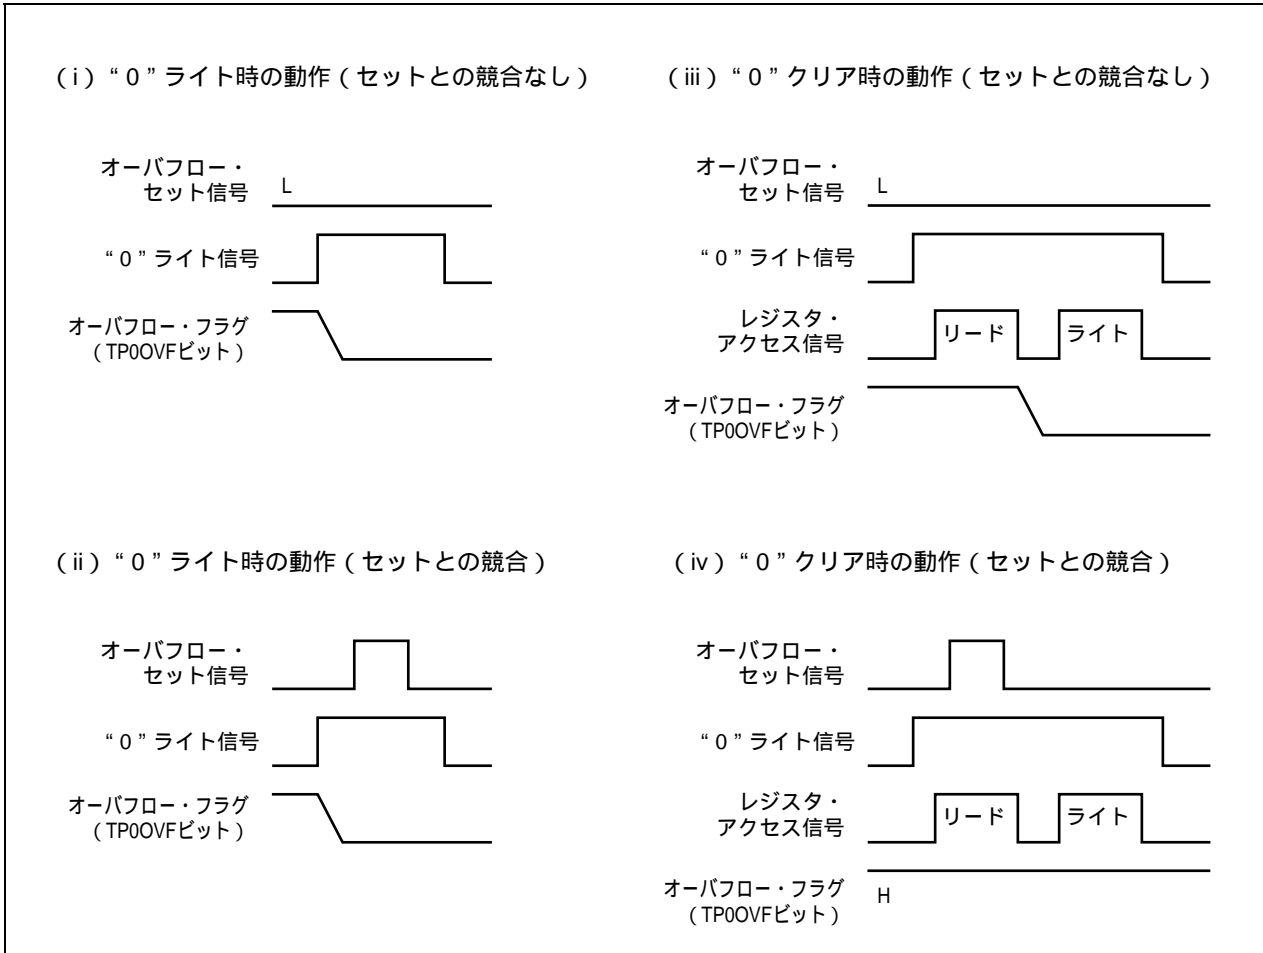 （i）“0”ライト時の動作（セットとの競合なし）
オーバフロー・
セット信号
L
“0”ライト信号
オーバフロー・フラグ
（TP0OVFビット）
（iii）“0”クリア時の動作（セットとの競合なし）
オーバフロー・
セット信号
L
“0”ライト信号
レジスタ・
アクセス信号
リード
ライト
オーバフロー・フラグ
（TP0OVFビット）
（ii）“0”ライト時の動作（セットとの競合）
オーバフロー・
セット信号
“0”ライト信号
オーバフロー・フラグ
（TP0OVFビット）
（iv）“0”クリア時の動作（セットとの競合）
オーバフロー・
セット信号
“0”ライト信号
レジスタ・
アクセス信号
リード
ライト
オーバフロー・フラグ
（TP0OVFビット）
H